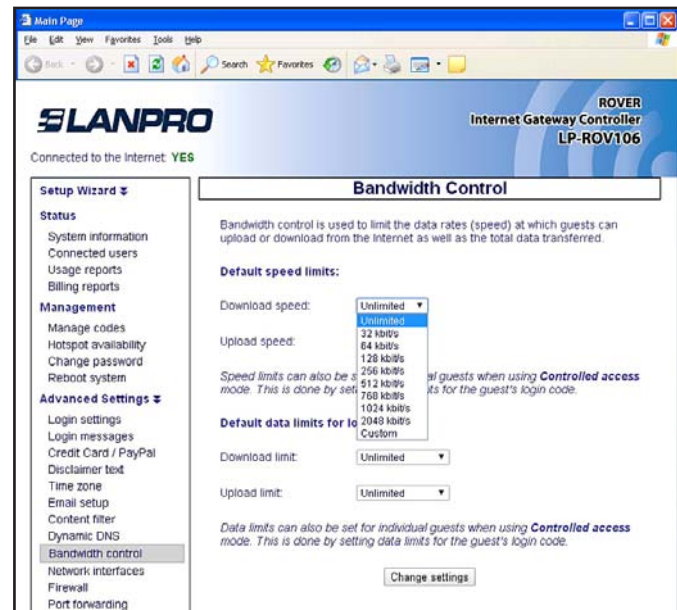 Main Page
File Edit View Favorites Tools Help
Back Search Favorites
LANPRO
ROVER
Internet Gateway Controller
LP-ROV106
Connected to the Internet: YES
Setup Wizard
Status
System information
Connected users
Usage reports
Billing reports
Management
Manage codes
Hotspot availability
Change password
Reboot system
Advanced Settings
Login settings
Login messages
Credit Card / PayPal
Disclaimer text
Time zone
Email setup
Content filter
Dynamic DNS
Bandwidth control
Network interfaces
Firewall
Port forwarding
Bandwidth Control
Bandwidth control is used to limit the data rates (speed) at which guests can
upload or download from the Internet as well as the total data transferred.
Default speed limits:
Download speed: Unlimited
Unlimited
32 kbit/s
64 kbit/s
128 kbit/s
256 kbit/s
512 kbit/s
768 kbit/s
1024 kbit/s
2048 kbit/s
Custom
Upload speed:
Speed limits can also be s al guests when using Controlled access
mode. This is done by set ts for the guest's login code.
Default data limits for lo
Download limit: Unlimited
Upload limit: Unlimited
Data limits can also be set for individual guests when using Controlled access
mode. This is done by setting data limits for the guest's login code.
Change settings